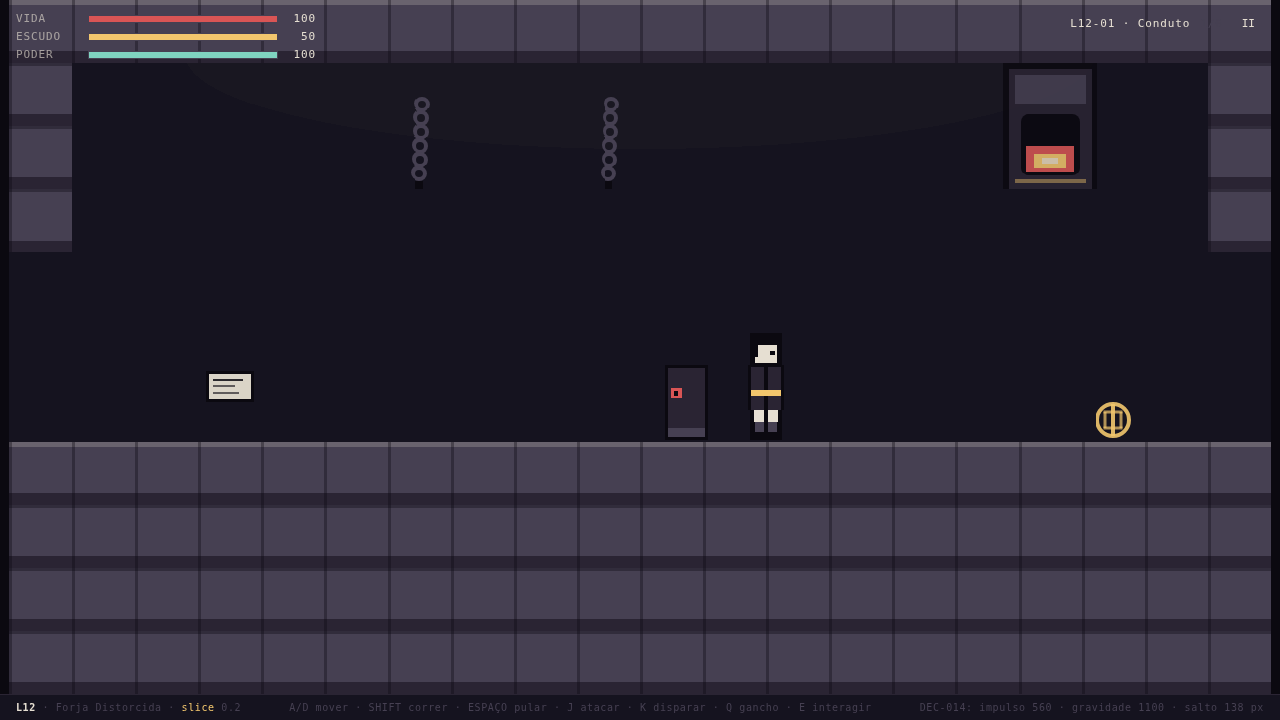 VIDA 100
ESCUDO 50
PODER 100
L12-01 · Conduto II
L12 · Forja Distorcida · slice 0.2
A/D mover · SHIFT correr · ESPAÇO pular · J atacar · K disparar · Q gancho · E interagir
DEC-014: impulso 560 · gravidade 1100 · salto 138 px